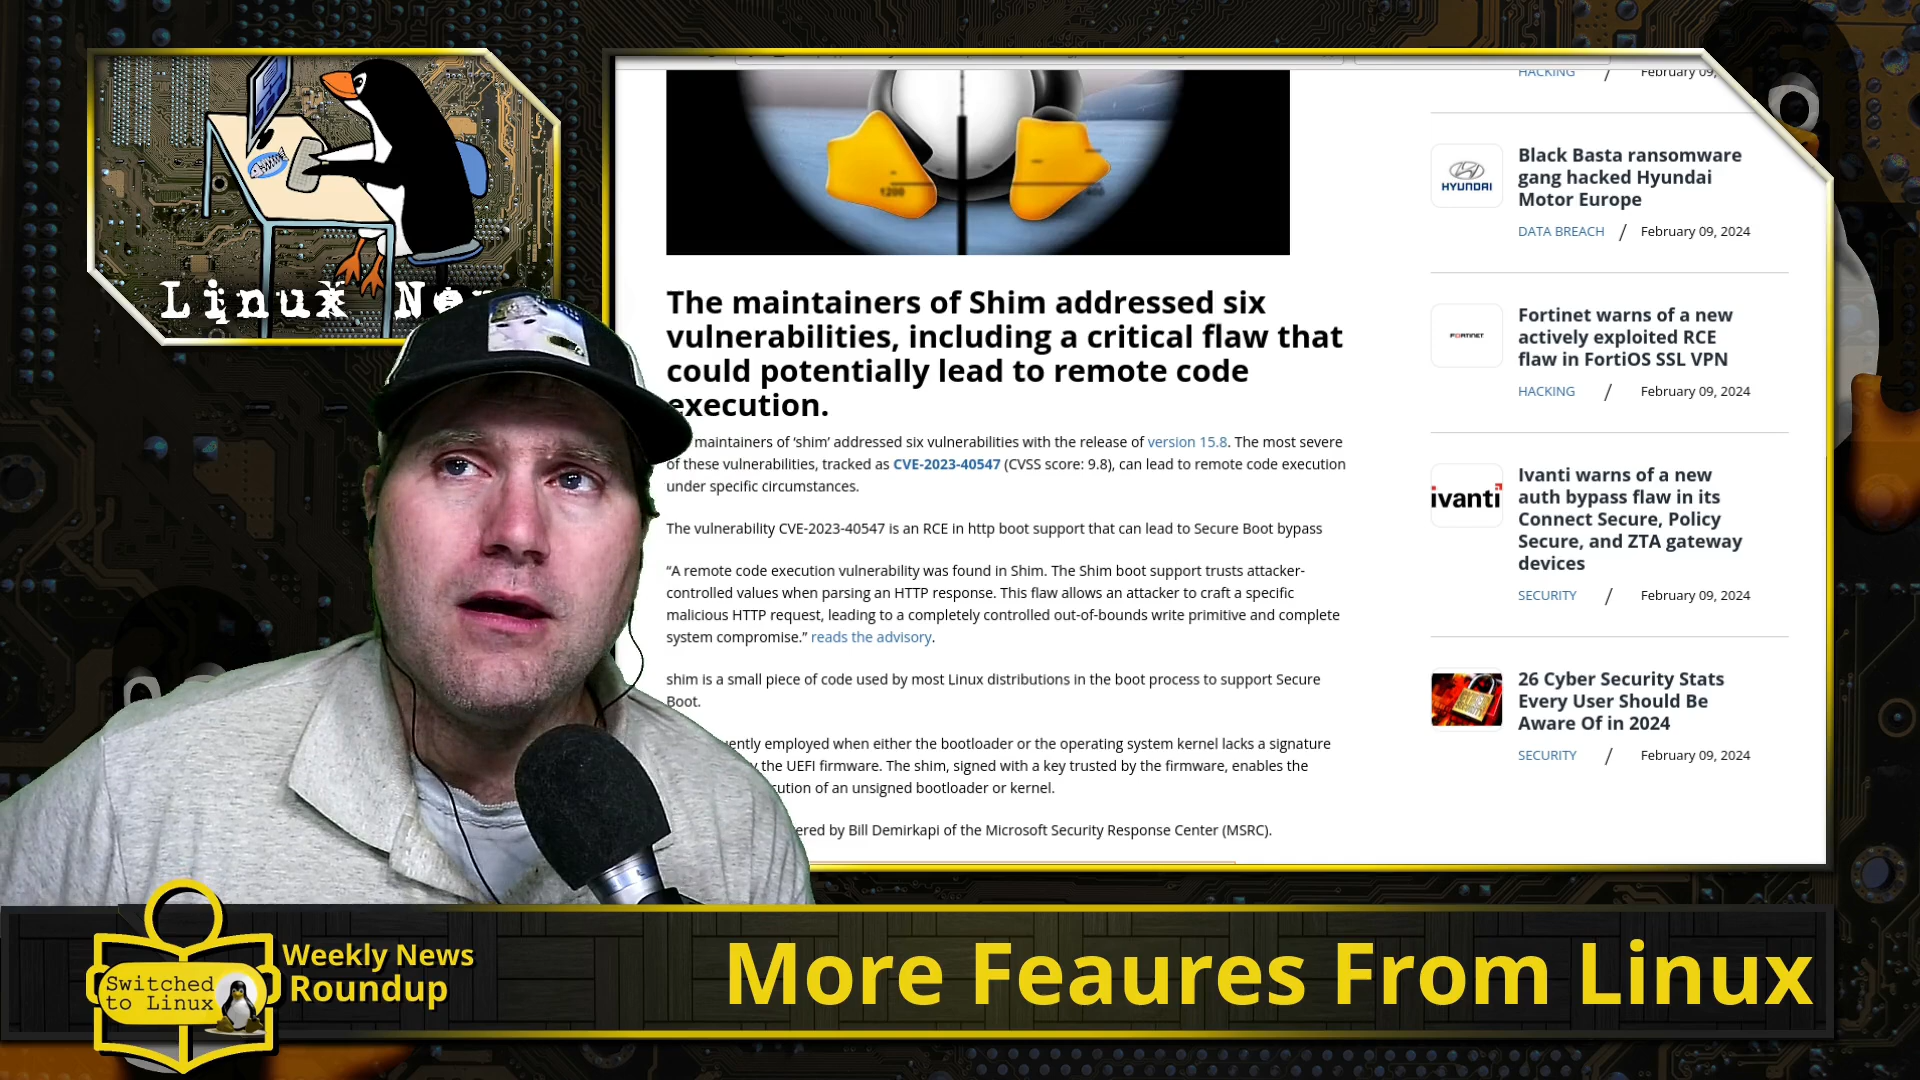 Linux Ne
1200
HACKING / February 09,
Black Basta ransomware
gang hacked Hyundai
Motor Europe
HYUNDAI
DATA BREACH / February 09, 2024
Fortinet warns of a new
actively exploited RCE
flaw in FortiOS SSL VPN
FORTINET
HACKING / February 09, 2024
Ivanti warns of a new
auth bypass flaw in its
Connect Secure, Policy
Secure, and ZTA gateway
devices
ivanti
SECURITY / February 09, 2024
26 Cyber Security Stats
Every User Should Be
Aware Of in 2024
SECURITY / February 09, 2024
The maintainers of Shim addressed six
vulnerabilities, including a critical flaw that
could potentially lead to remote code
execution.
maintainers of ‘shim’ addressed six vulnerabilities with the release of version 15.8. The most severe
of these vulnerabilities, tracked as CVE-2023-40547 (CVSS score: 9.8), can lead to remote code execution
under specific circumstances.
The vulnerability CVE-2023-40547 is an RCE in http boot support that can lead to Secure Boot bypass
“A remote code execution vulnerability was found in Shim. The Shim boot support trusts attacker-
controlled values when parsing an HTTP response. This flaw allows an attacker to craft a specific
malicious HTTP request, leading to a completely controlled out-of-bounds write primitive and complete
system compromise.” reads the advisory.
shim is a small piece of code used by most Linux distributions in the boot process to support Secure
Boot.
ently employed when either the bootloader or the operating system kernel lacks a signature
the UEFI firmware. The shim, signed with a key trusted by the firmware, enables the
cution of an unsigned bootloader or kernel.
ered by Bill Demirkapi of the Microsoft Security Response Center (MSRC).
Switched
to Linux
Weekly News
Roundup
More Feaures From Linux